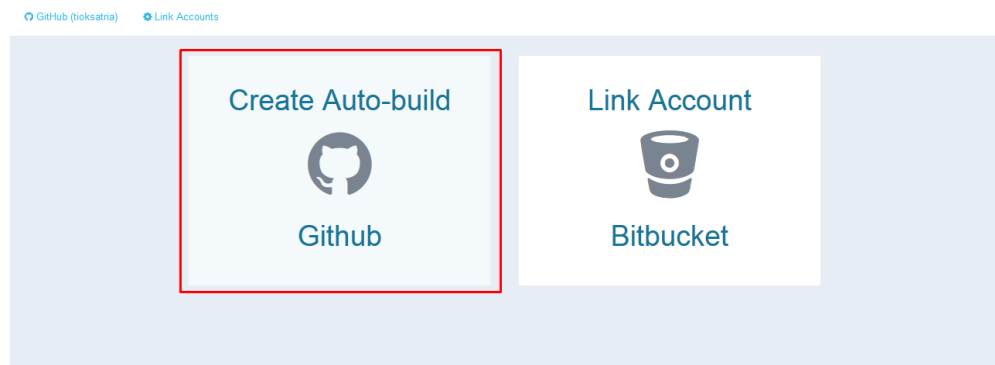 GitHub (tioksatria) Link Accounts
Create Auto-build
Github
Link Account
Bitbucket